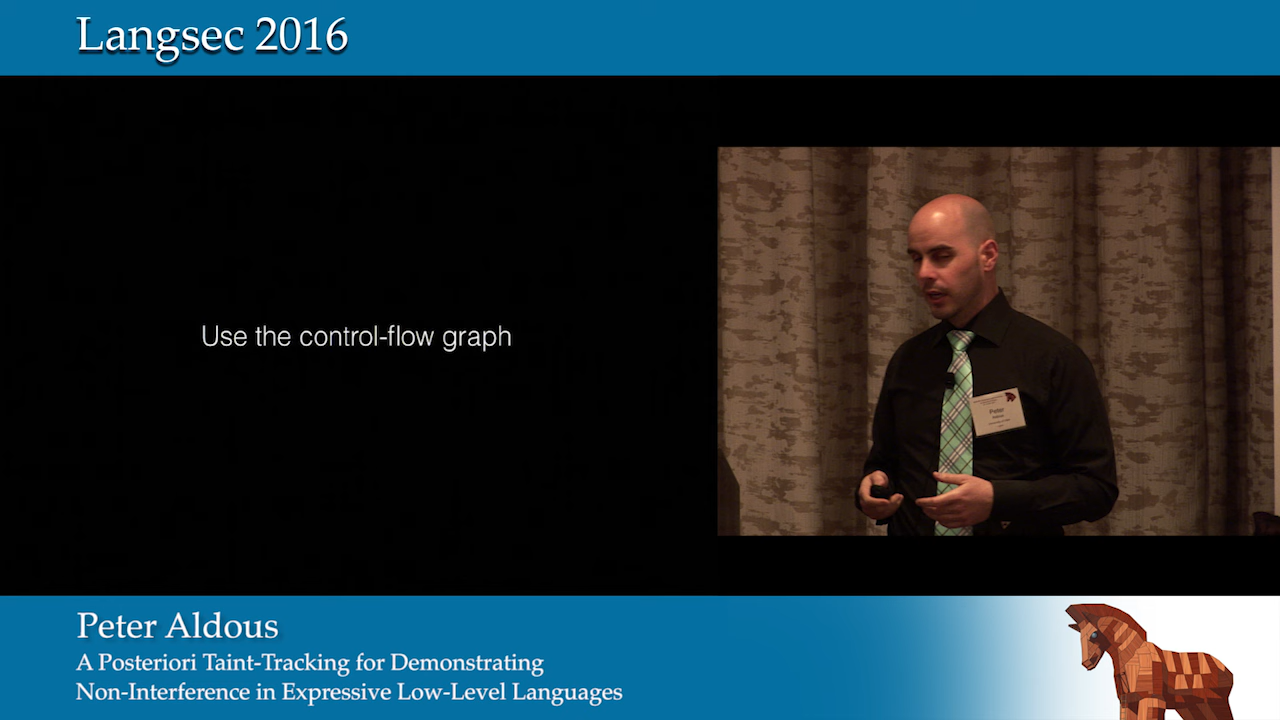 Langsec 2016
Use the control-flow graph
Peter
Peter Aldous
A Posteriori Taint-Tracking for Demonstrating
Non-Interference in Expressive Low-Level Languages